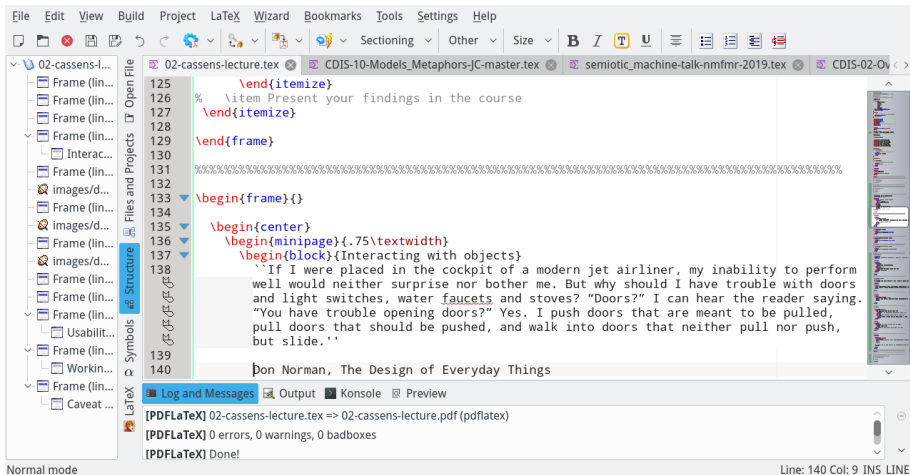 File Edit View Build Project LaTeX Wizard Bookmarks Tools Settings Help
Sectioning Other Size B I T U
02-cassens-lecture.tex CDIS-10-Models_Metaphors-JC-master.tex semiotic_machine-talk-nmfmr-2019.tex CDIS-02-Ov
02-cassens-l...
Frame (lin...
Frame (lin...
Frame (lin...
Frame (lin...
Interac...
Frame (lin...
images/d...
Frame (lin...
images/d...
Frame (lin...
images/d...
Frame (lin...
Frame (lin...
Frame (lin...
Usabilit...
Frame (lin...
Workin...
Frame (lin...
Caveat ...
Open File
Files and Projects
Structure
Symbols
α
LaTeX
125 \end{itemize}
126 % \item Present your findings in the course
127 \end{itemize}
128
129 \end{frame}
130
131 %%%%%%%%%%%%%%%%%%%%%%%%%%%%%%%%%%%%%%%%%%%%%%%%%%%%%%%%%%%%%%%%%%%%%%%%%%%%%%%%%%%%%%%%%%
132
133 \begin{frame}{}
134
135 \begin{center}
136 \begin{minipage}{.75\textwidth}
137 \begin{block}{Interacting with objects}
138 ``If I were placed in the cockpit of a modern jet airliner, my inability to perform
well would neither surprise nor bother me. But why should I have trouble with doors
and light switches, water faucets and stoves? “Doors?” I can hear the reader saying.
“You have trouble opening doors?” Yes. I push doors that are meant to be pulled,
pull doors that should be pushed, and walk into doors that neither pull nor push,
but slide.''
139
140 Don Norman, The Design of Everyday Things
Log and Messages Output Konsole Preview
[PDFLaTeX] 02-cassens-lecture.tex => 02-cassens-lecture.pdf (pdflatex)
[PDFLaTeX] 0 errors, 0 warnings, 0 badboxes
[PDFLaTeX] Done!
Normal mode Line: 140 Col: 9 INS LINE